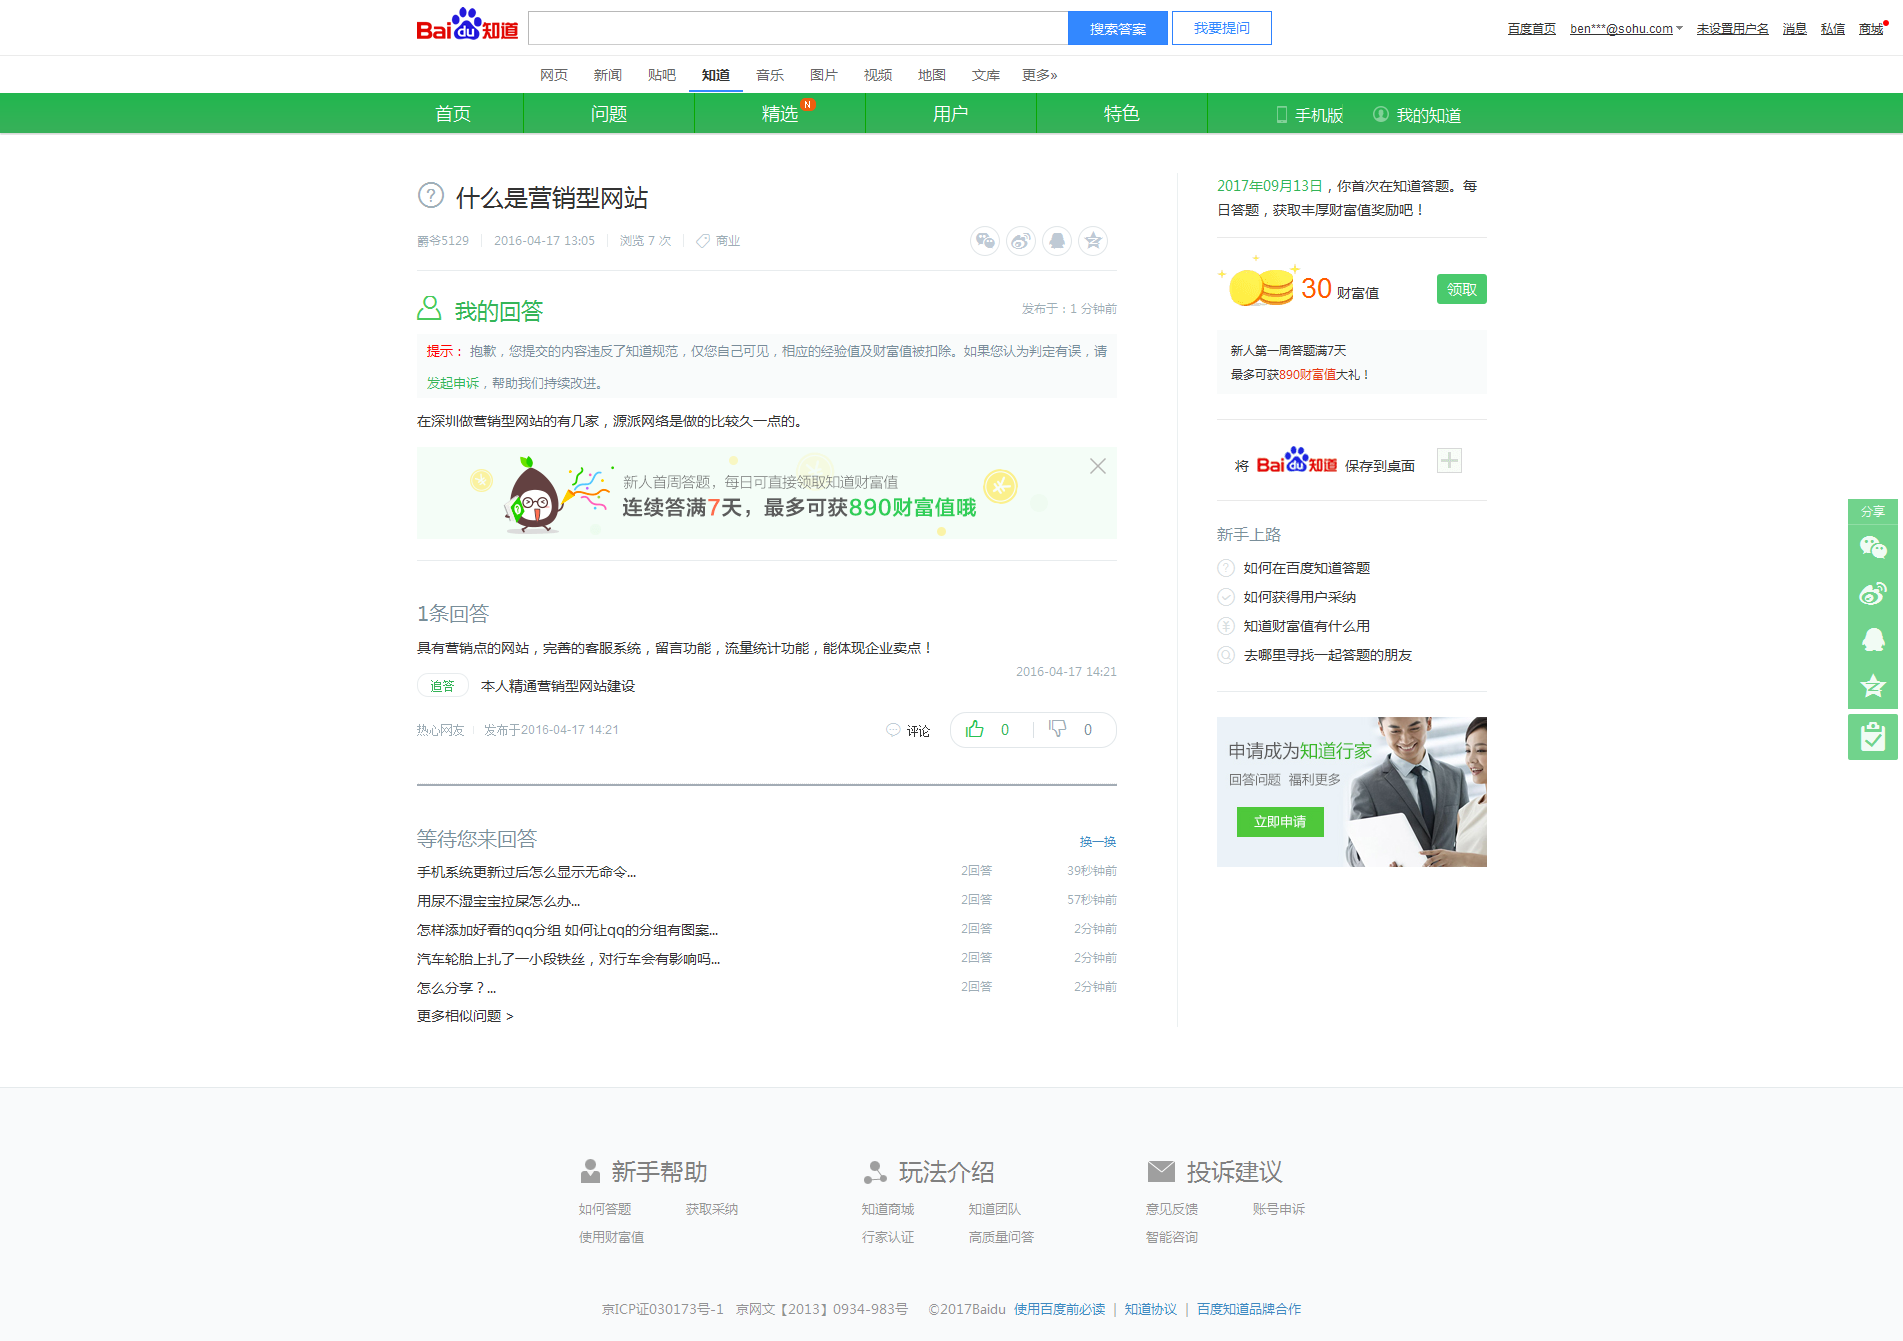 Baidu知道
搜索答案
我要提问
百度首页 ben***@sohu.com 未设置用户名 消息 私信 商城
网页 新闻 贴吧 知道 音乐 图片 视频 地图 文库 更多»
首页 问题 精选 N 用户 特色 手机版 我的知道
什么是营销型网站
爵爷5129 2016-04-17 13:05 浏览 7 次 商业
我的回答
发布于：1 分钟前
提示： 抱歉，您提交的内容违反了知道规范，仅您自己可见，相应的经验值及财富值被扣除。如果您认为判定有误，请
发起申诉，帮助我们持续改进。
在深圳做营销型网站的有几家，源派网络是做的比较久一点的。
新人首周答题，每日可直接领取知道财富值
连续答满7天，最多可获890财富值哦
1条回答
具有营销点的网站，完善的客服系统，留言功能，流量统计功能，能体现企业卖点！
2016-04-17 14:21
追答 本人精通营销型网站建设
热心网友 发布于2016-04-17 14:21
评论 0 0
等待您来回答
换一换
手机系统更新过后怎么显示无命令... 2回答 39秒钟前
用尿不湿宝宝拉屎怎么办... 2回答 57秒钟前
怎样添加好看的qq分组 如何让qq的分组有图案... 2回答 2分钟前
汽车轮胎上扎了一小段铁丝，对行车会有影响吗... 2回答 2分钟前
怎么分享？... 2回答 2分钟前
更多相似问题 >
2017年09月13日，你首次在知道答题。每
日答题，获取丰厚财富值奖励吧！
30 财富值
领取
新人第一周答题满7天
最多可获890财富值大礼！
将 Baidu知道 保存到桌面
新手上路
如何在百度知道答题
如何获得用户采纳
知道财富值有什么用
去哪里寻找一起答题的朋友
申请成为知道行家
回答问题 福利更多
立即申请
分享
新手帮助
如何答题 获取采纳
使用财富值
玩法介绍
知道商城 知道团队
行家认证 高质量问答
投诉建议
意见反馈 账号申诉
智能咨询
京ICP证030173号-1 京网文【2013】0934-983号 ©2017Baidu 使用百度前必读 | 知道协议 | 百度知道品牌合作